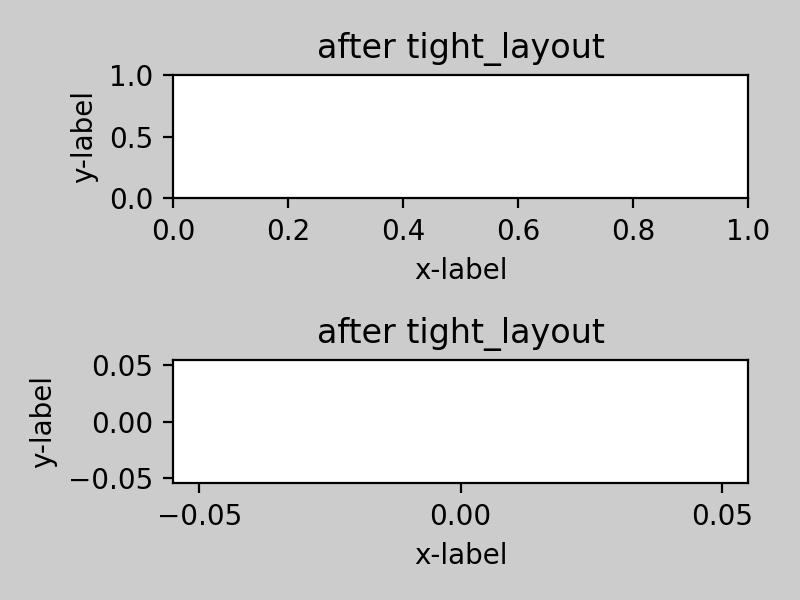 after tight_layout
1.0
0.5
0.0
y-label
0.0 0.2 0.4 0.6 0.8 1.0
x-label
after tight_layout
0.05
0.00
−0.05
y-label
−0.05 0.00 0.05
x-label